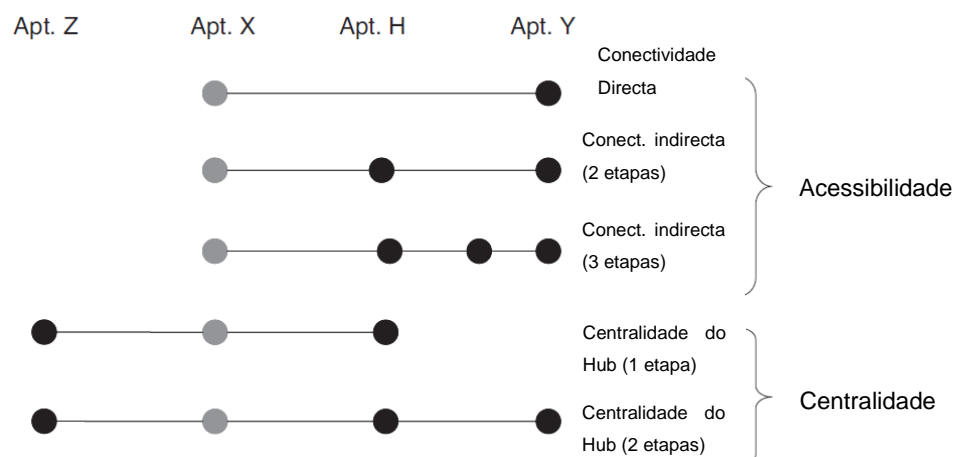 Apt. Z Apt. X Apt. H Apt. Y
Conectividade
Directa
Conect. indirecta
(2 etapas)
Acessibilidade
Conect. indirecta
(3 etapas)
Centralidade do
Hub (1 etapa)
Centralidade
Centralidade do
Hub (2 etapas)